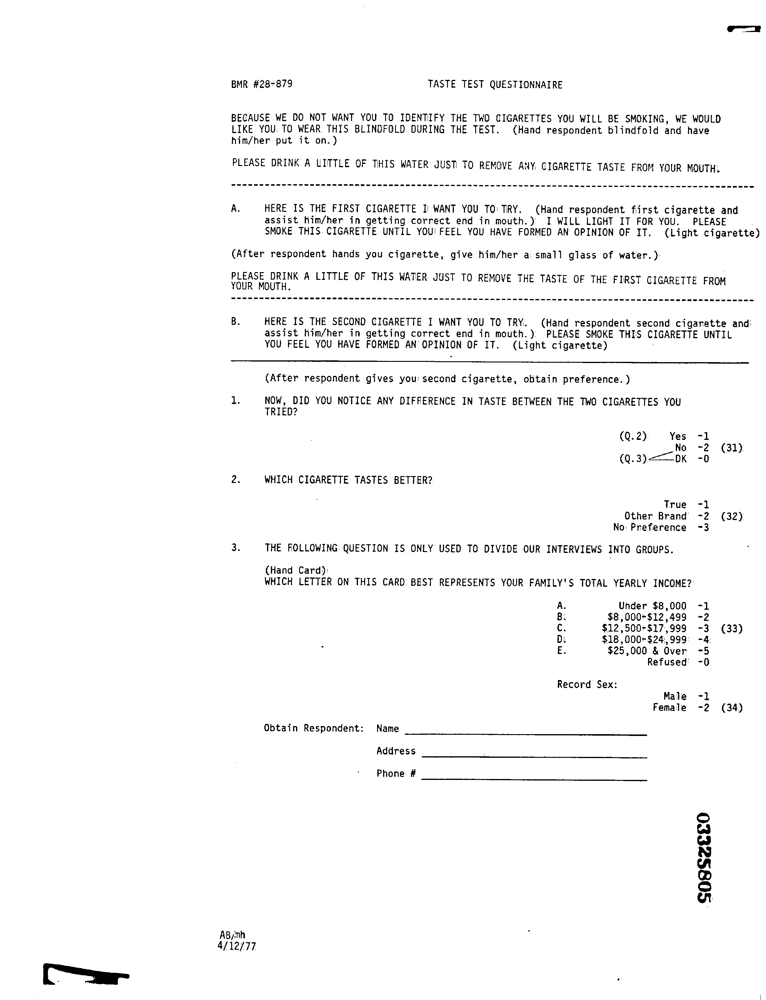 BMR #28-879 TASTE TEST QUESTIONNAIRE
BECAUSE WE DO NOT WANT YOU TO IDENTIFY THE TWO CIGARETTES YOU WILL BE SMOKING, WE WOULD
LIKE YOU TO WEAR THIS BLINDFOLD DURING THE TEST. (Hand respondent blindfold and have
him/her put it on.)
PLEASE DRINK A LITTLE OF THIS WATER JUST TO REMOVE ANY CIGARETTE TASTE FROM YOUR MOUTH.
A. HERE IS THE FIRST CIGARETTE I WANT YOU TO TRY. (Hand respondent first cigarette and
assist him/her in getting correct end in mouth.) I WILL LIGHT IT FOR YOU. PLEASE
SMOKE THIS CIGARETTE UNTIL YOU FEEL YOU HAVE FORMED AN OPINION OF IT. (Light cigarette)
(After respondent hands you cigarette, give him/her a small glass of water.)
PLEASE DRINK A LITTLE OF THIS WATER JUST TO REMOVE THE TASTE OF THE FIRST CIGARETTE FROM
YOUR MOUTH.
B. HERE IS THE SECOND CIGARETTE I WANT YOU TO TRY. (Hand respondent second cigarette and
assist him/her in getting correct end in mouth.) PLEASE SMOKE THIS CIGARETTE UNTIL
YOU FEEL YOU HAVE FORMED AN OPINION OF IT. (Light cigarette)
(After respondent gives you second cigarette, obtain preference.)
1. NOW, DID YOU NOTICE ANY DIFFERENCE IN TASTE BETWEEN THE TWO CIGARETTES YOU
TRIED?
(Q.2) Yes -1
No -2 (31)
(Q.3) DK -0
2. WHICH CIGARETTE TASTES BETTER?
True -1
Other Brand -2 (32)
No Preference -3
3. THE FOLLOWING QUESTION IS ONLY USED TO DIVIDE OUR INTERVIEWS INTO GROUPS.
(Hand Card)
WHICH LETTER ON THIS CARD BEST REPRESENTS YOUR FAMILY'S TOTAL YEARLY INCOME?
A. Under $8,000 -1
B. $8,000-$12,499 -2
C. $12,500-$17,999 -3 (33)
D. $18,000-$24,999 -4
E. $25,000 & Over -5
Refused -0
Record Sex:
Male -1
Female -2 (34)
Obtain Respondent: Name
Address
Phone #
03325805
AB/mh
4/12/77